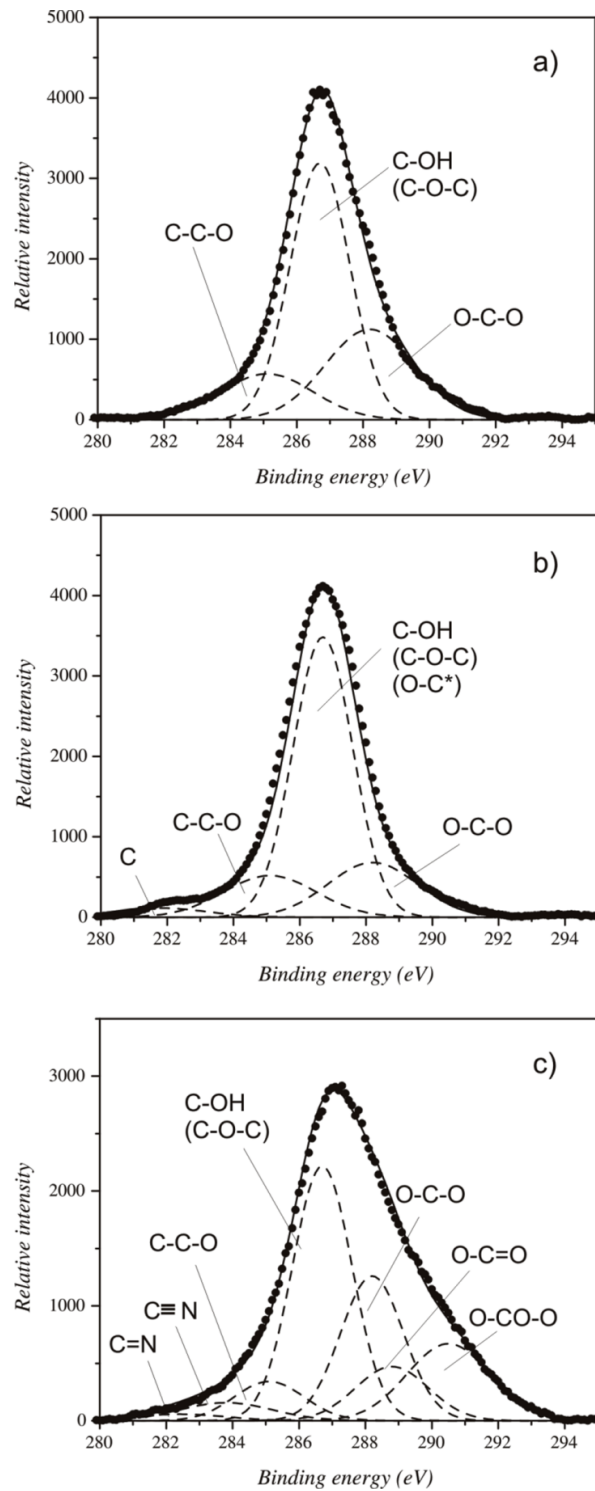 5000
a)
4000
C-OH
(C-O-C)
3000
C-C-O
2000
O-C-O
1000
0
280 282 284 286 288 290 292 294
Relative intensity
Binding energy (eV)
5000
b)
4000
C-OH
(C-O-C)
(O-C*)
3000
2000
C-C-O
O-C-O
1000
C
0
280 282 284 286 288 290 292 294
Relative intensity
Binding energy (eV)
c)
3000
C-OH
(C-O-C)
O-C-O
2000
C-C-O
O-C=O
C≡N
O-CO-O
1000
C=N
0
280 282 284 286 288 290 292 294
Relative intensity
Binding energy (eV)